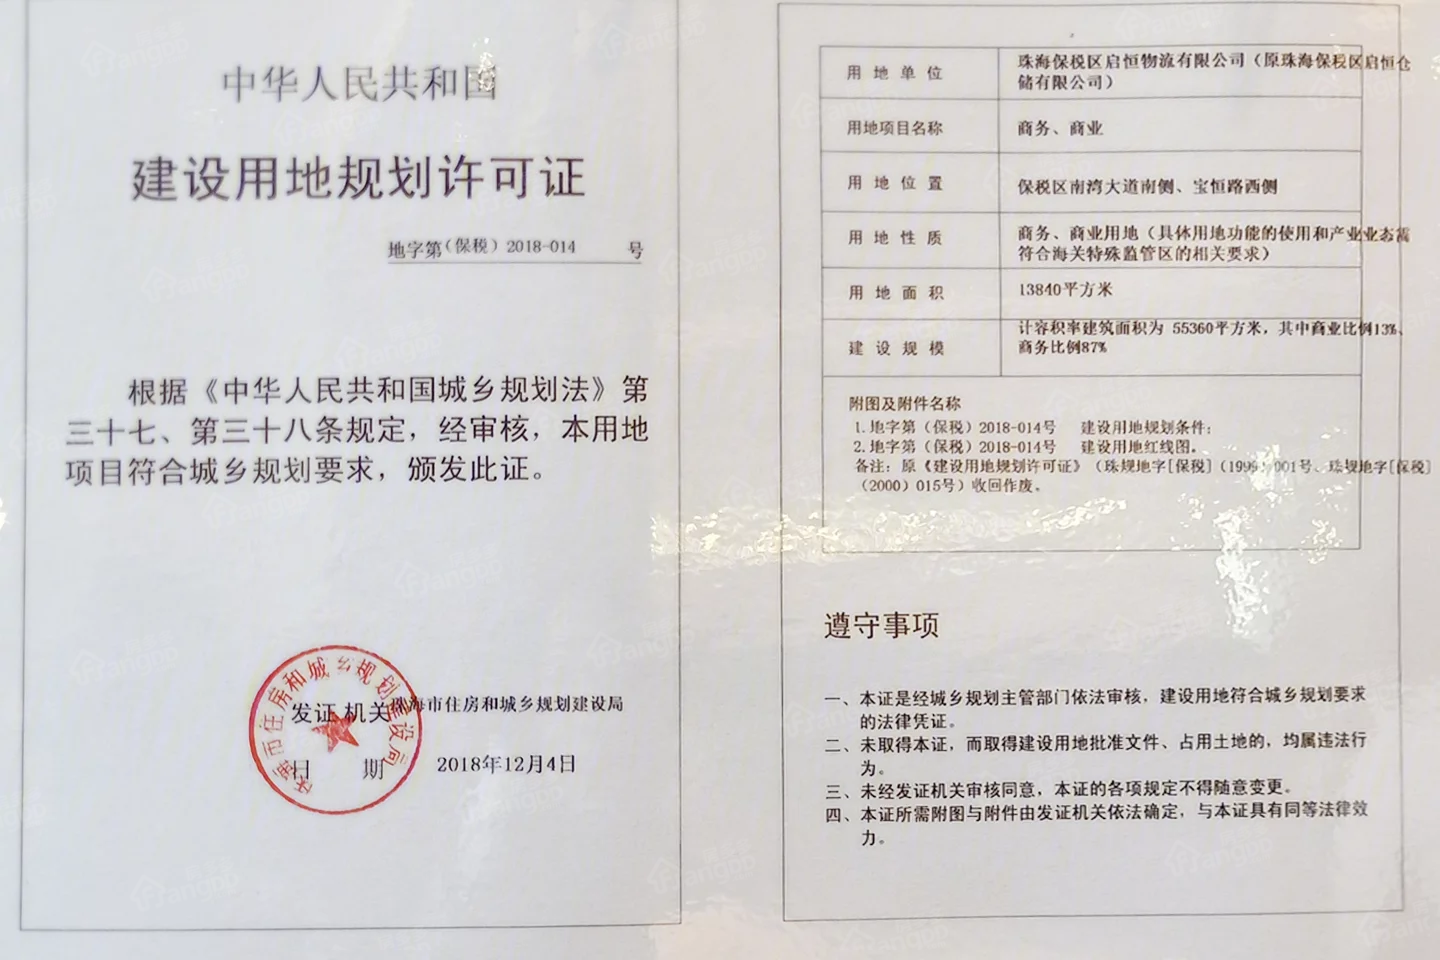 中华人民共和国
建设用地规划许可证
地字第（保税）2018-014 号
根据《中华人民共和国城乡规划法》第
三十七、第三十八条规定，经审核，本用地
项目符合城乡规划要求，颁发此证。
发证机关 珠海市住房和城乡规划建设局
日 期 2018年12月4日
珠海市住房和城乡规划建设局
用地单位 珠海保税区启恒物流有限公司（原珠海保税区启恒仓
储有限公司）
用地项目名称 商务、商业
用地位置 保税区南湾大道南侧、宝恒路西侧
用地性质 商务、商业用地（具体用地功能的使用和产业业态需
符合海关特殊监管区的相关要求）
用地面积 13840平方米
建设规模 计容积率建筑面积为 55360平方米，其中商业比例13%、
商务比例87%
附图及附件名称
1.地字第（保税）2018-014号 建设用地规划条件；
2.地字第（保税）2018-014号 建设用地红线图。
备注：原《建设用地规划许可证》（珠规地字[保税]（1999）001号、珠规地字[保税]
（2000）015号）收回作废。
遵守事项
一、本证是经城乡规划主管部门依法审核，建设用地符合城乡规划要求
的法律凭证。
二、未取得本证，而取得建设用地批准文件、占用土地的，均属违法行
为。
三、未经发证机关审核同意，本证的各项规定不得随意变更。
四、本证所需附图与附件由发证机关依法确定，与本证具有同等法律效
力。